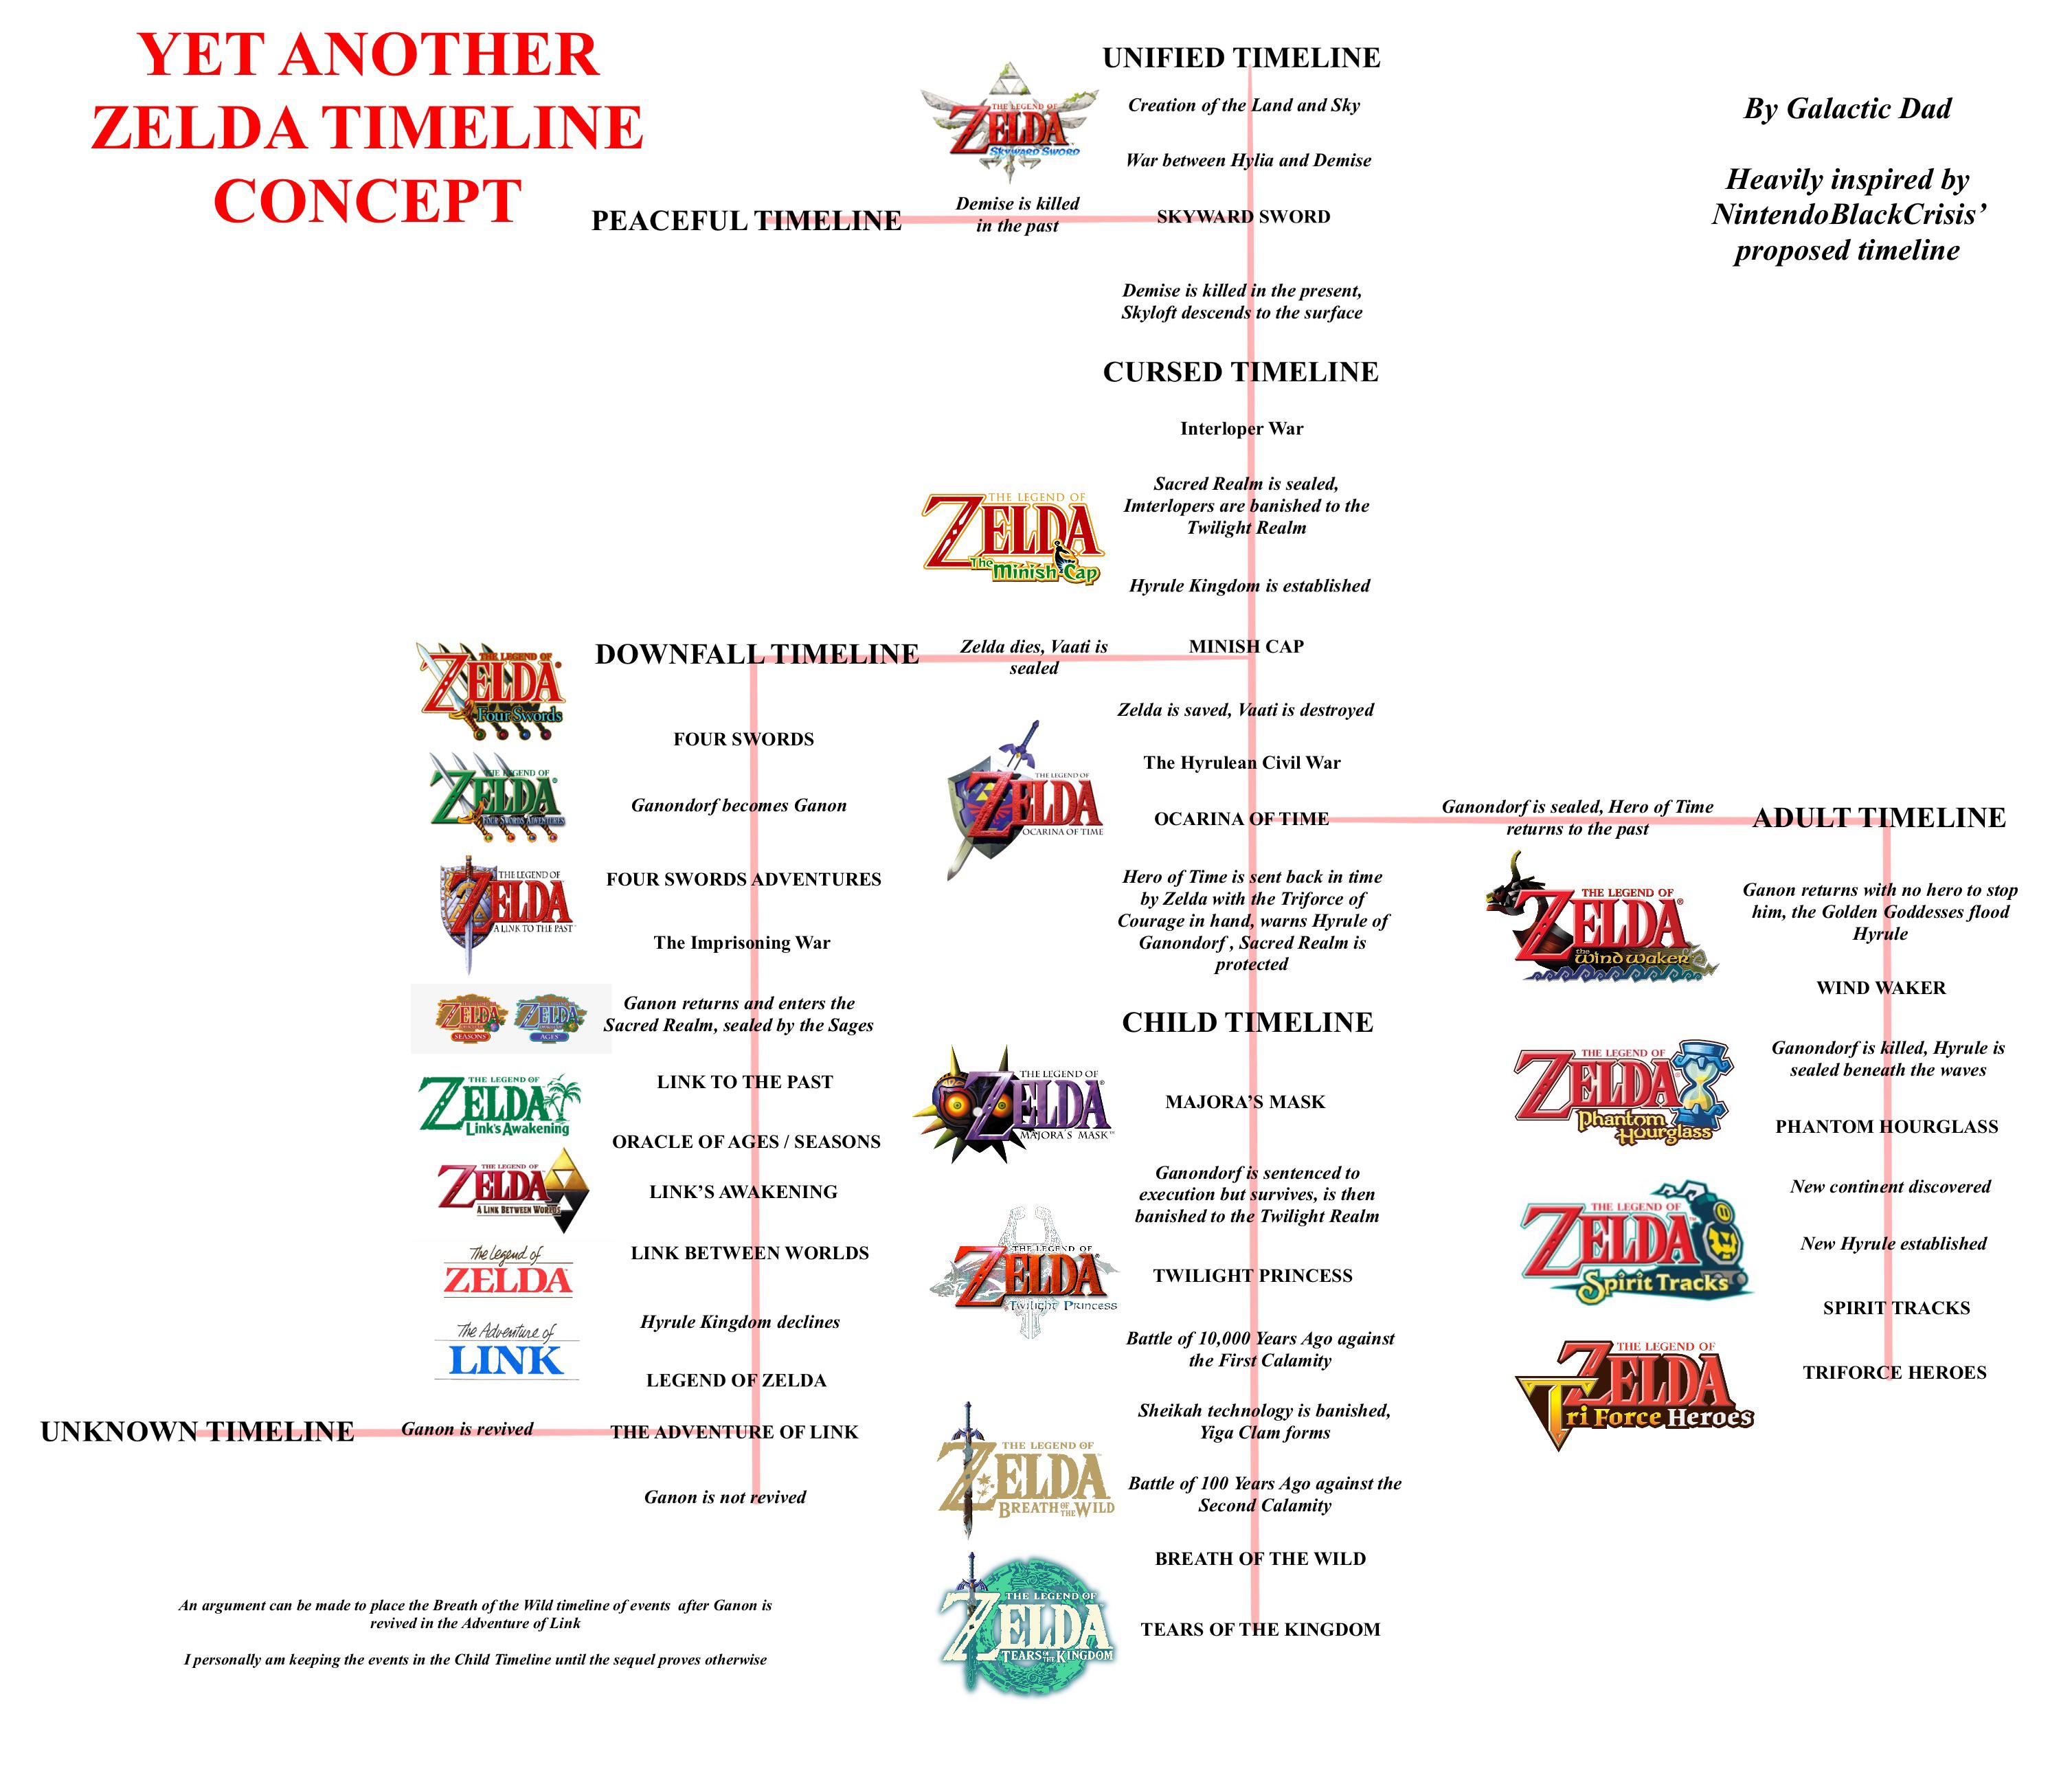 YET ANOTHER
ZELDA TIMELINE
CONCEPT
By Galactic Dad
Heavily inspired by
NintendoBlackCrisis’
proposed timeline
UNIFIED TIMELINE
THE LEGEND OF
ZELDA
SKYWARD SWORD
Creation of the Land and Sky
War between Hylia and Demise
PEACEFUL TIMELINE
Demise is killed
in the past
SKYWARD SWORD
Demise is killed in the present,
Skyloft descends to the surface
CURSED TIMELINE
Interloper War
Sacred Realm is sealed,
Imterlopers are banished to the
Twilight Realm
THE LEGEND OF
ZELDA
The Minish Cap
Hyrule Kingdom is established
DOWNFALL TIMELINE
Zelda dies, Vaati is
sealed
MINISH CAP
Zelda is saved, Vaati is destroyed
The Hyrulean Civil War
THE LEGEND OF
ZELDA
OCARINA OF TIME
OCARINA OF TIME
Ganondorf is sealed, Hero of Time
returns to the past
ADULT TIMELINE
Hero of Time is sent back in time
by Zelda with the Triforce of
Courage in hand, warns Hyrule of
Ganondorf , Sacred Realm is
protected
CHILD TIMELINE
THE LEGEND OF
ZELDA
MAJORA'S MASK™
MAJORA’S MASK
Ganondorf is sentenced to
execution but survives, is then
banished to the Twilight Realm
THE LEGEND OF
ZELDA
Twilight Princess
TWILIGHT PRINCESS
Battle of 10,000 Years Ago against
the First Calamity
Sheikah technology is banished,
Yiga Clam forms
THE LEGEND OF
ZELDA
BREATH OF THE WILD
Battle of 100 Years Ago against the
Second Calamity
BREATH OF THE WILD
THE LEGEND OF
ZELDA
TEARS OF THE KINGDOM
TEARS OF THE KINGDOM
THE LEGEND OF
ZELDA
Four Swords
FOUR SWORDS
THE LEGEND OF
ZELDA
FOUR SWORDS ADVENTURES
Ganondorf becomes Ganon
FOUR SWORDS ADVENTURES
THE LEGEND OF
ZELDA
A LINK TO THE PAST
The Imprisoning War
Ganon returns and enters the
Sacred Realm, sealed by the Sages
ZELDA
SEASONS
ZELDA
AGES
LINK TO THE PAST
THE LEGEND OF
ZELDA
Link's Awakening
ORACLE OF AGES / SEASONS
LINK’S AWAKENING
THE LEGEND OF
ZELDA
A LINK BETWEEN WORLDS
LINK BETWEEN WORLDS
The Legend of
ZELDA
Hyrule Kingdom declines
The Adventure of
LINK
LEGEND OF ZELDA
UNKNOWN TIMELINE
Ganon is revived
THE ADVENTURE OF LINK
Ganon is not revived
THE LEGEND OF
ZELDA
the Wind Waker
Ganon returns with no hero to stop
him, the Golden Goddesses flood
Hyrule
WIND WAKER
THE LEGEND OF
ZELDA
Phantom
Hourglass
Ganondorf is killed, Hyrule is
sealed beneath the waves
PHANTOM HOURGLASS
THE LEGEND OF
ZELDA
Spirit Tracks
New continent discovered
New Hyrule established
SPIRIT TRACKS
THE LEGEND OF
ZELDA
Tri Force Heroes
TRIFORCE HEROES
An argument can be made to place the Breath of the Wild timeline of events after Ganon is
revived in the Adventure of Link
I personally am keeping the events in the Child Timeline until the sequel proves otherwise